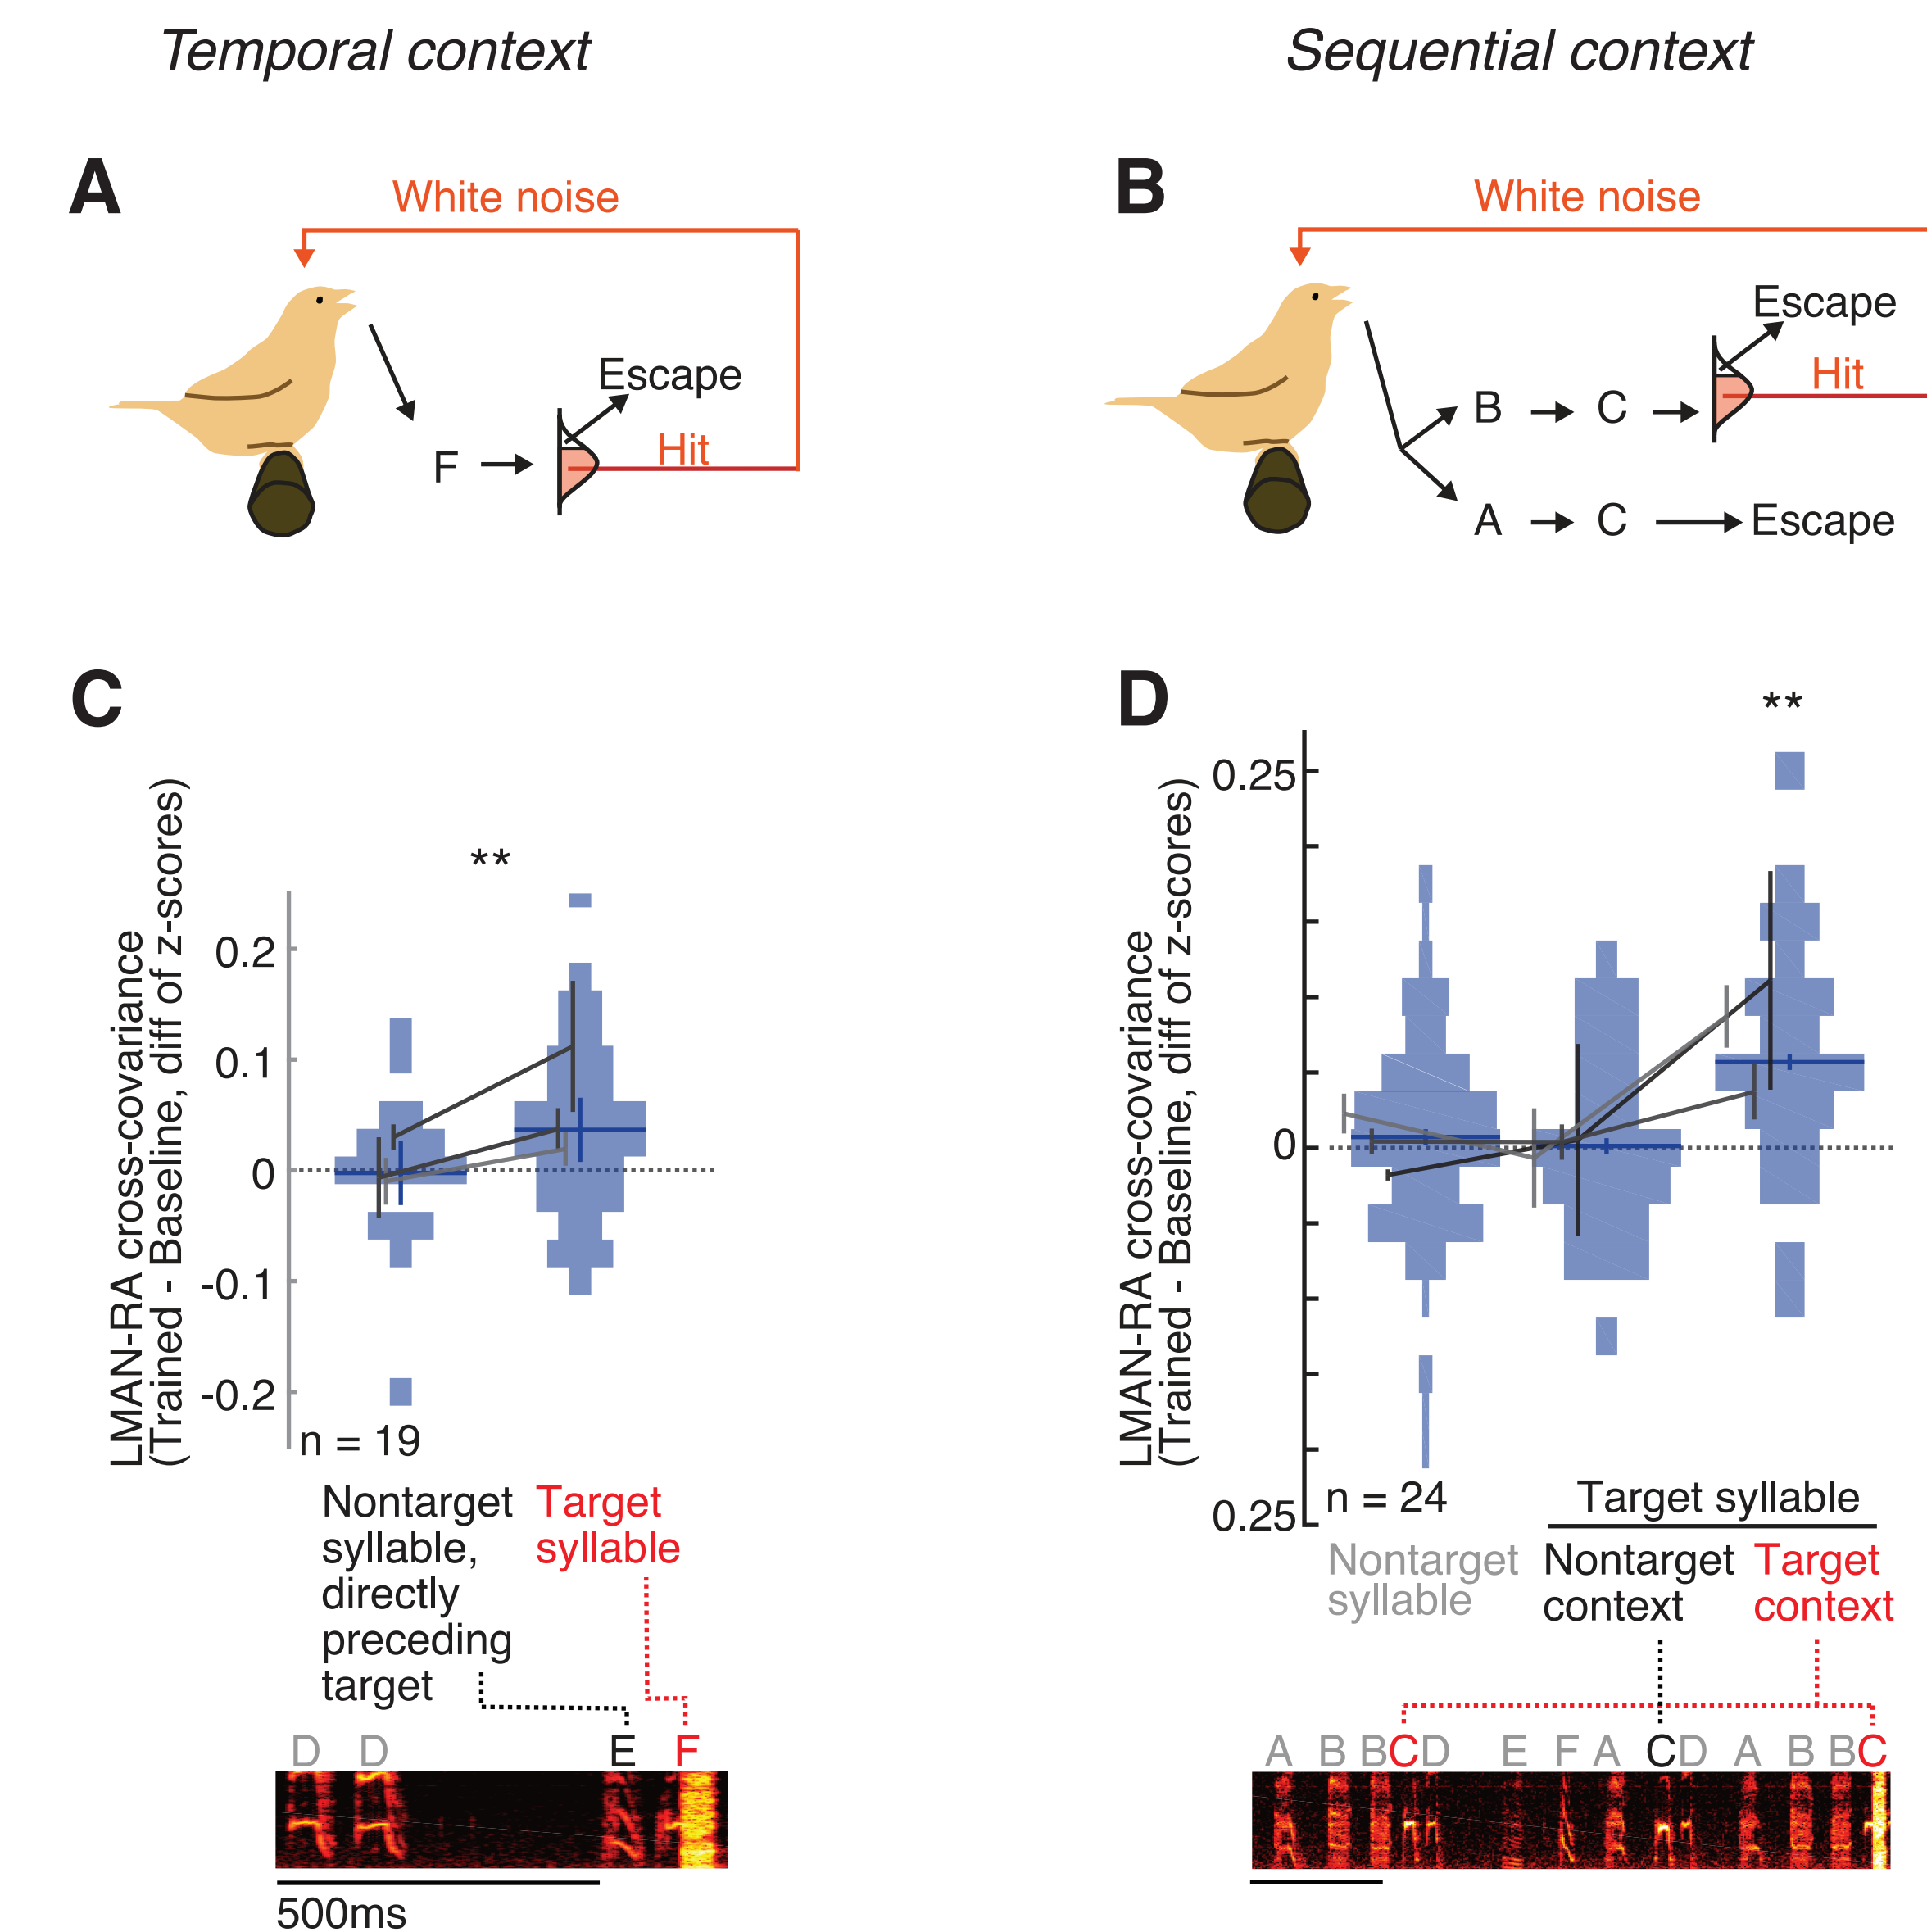 Temporal context
Sequential context
A
White noise
Escape
Hit
F
B
White noise
Escape
Hit
B
C
A
C
Escape
C
LMAN-RA cross-covariance
(Trained - Baseline, diff of z-scores)
**
0.2
0.1
0
-0.1
-0.2
n = 19
Nontarget
syllable,
directly
preceding
target
Target
syllable
D D E F
500ms
D
LMAN-RA cross-covariance
(Trained - Baseline, diff of z-scores)
**
0.25
0
0.25
n = 24
Target syllable
Nontarget
syllable
Nontarget
context
Target
context
A B B C D E F A C D A B B C